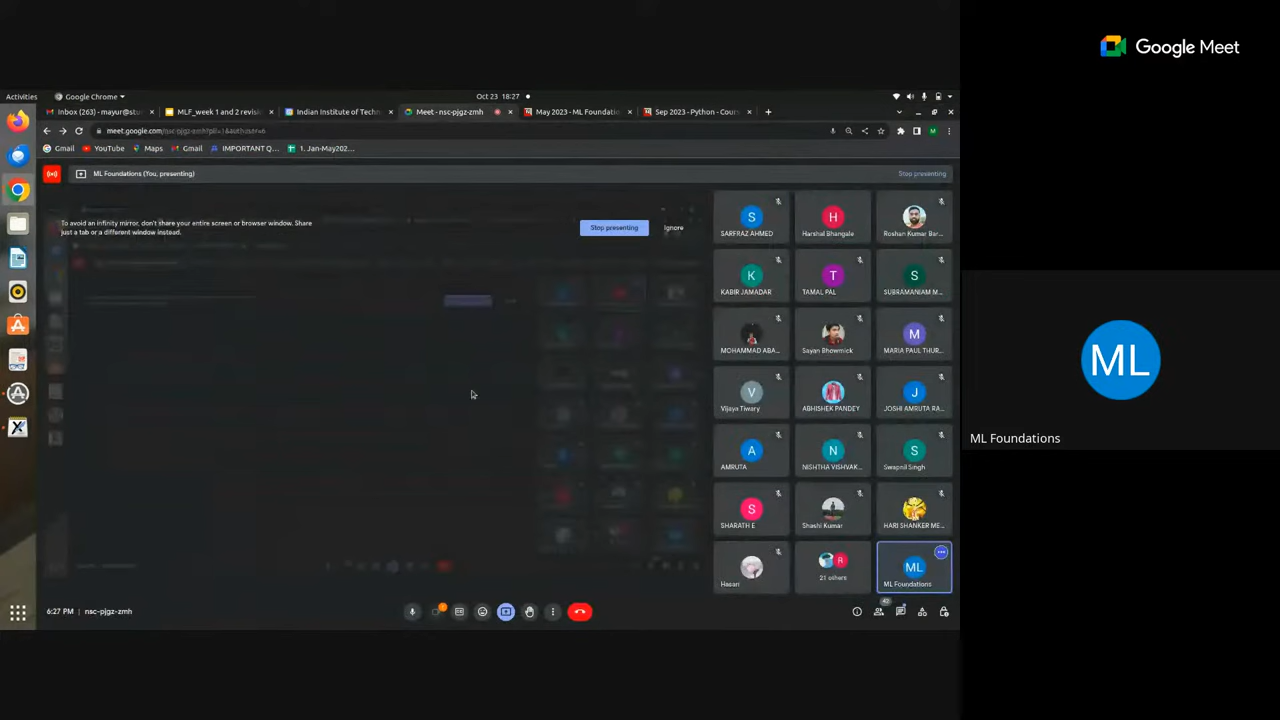 Google Meet
Activities
Google Chrome
Oct 23 18:27
Inbox (263) - mayur@stu
MLF_week 1 and 2 revisi
Indian Institute of Techn
Meet - nsc-pjgz-zmh
May 2023 - ML Foundatio
Sep 2023 - Python - Cours
Gmail
YouTube
Maps
Gmail
IMPORTANT Q...
1. Jan-May202...
ML Foundations (You, presenting)
Stop presenting
To avoid an infinity mirror, don't share your entire screen or browser window. Share
just a tab or a different window instead.
Stop presenting
Ignore
S
SARFRAZ AHMED
H
Harshal Bhangale
Roshan Kumar Bar...
K
KABIR JAMADAR
T
TAMAL PAL
S
SUBRAMANIAM M...
MOHAMMAD ABA...
Sayan Bhowmick
M
MARIA PAUL THUR...
V
Vijaya Tiwary
ABHISHEK PANDEY
J
JOSHI AMRUTA RA...
A
AMRUTA
N
NISHTHA VISHVAK...
S
Swapnil Singh
S
SHARATH E
Shashi Kumar
HARI SHANKER ME...
R
21 others
ML
ML Foundations
6:27 PM | nsc-pjgz-zmh
ML
ML Foundations